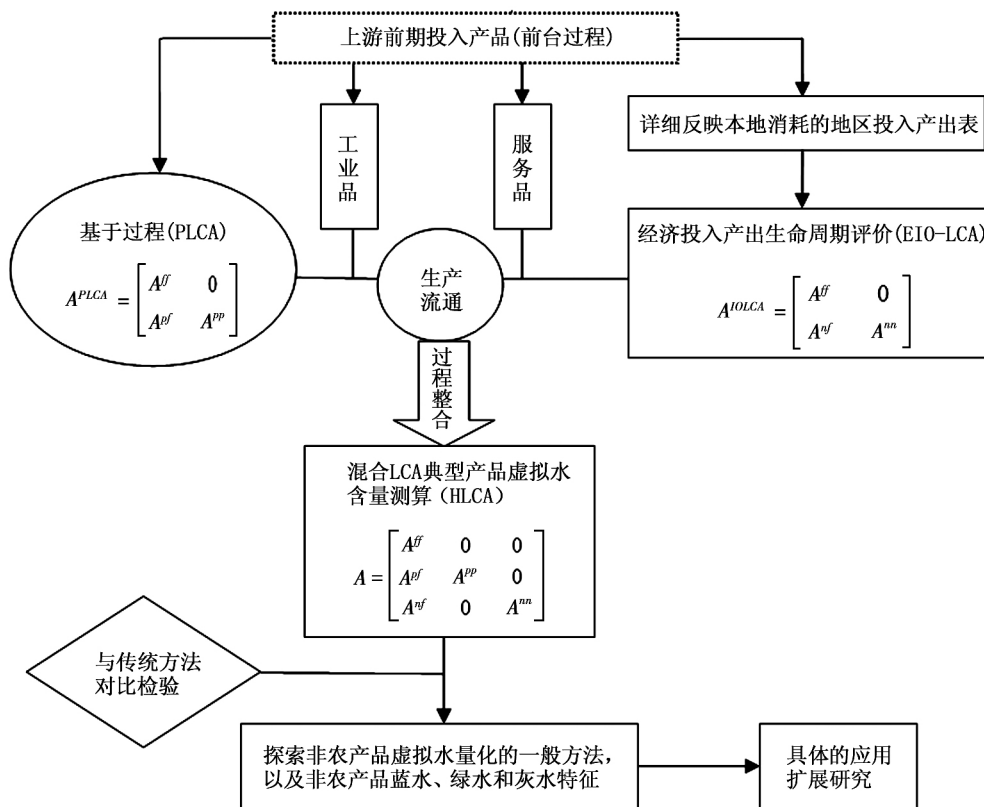 上游前期投入产品(前台过程)
工业品
服务品
详细反映本地消耗的地区投入产出表
基于过程(PLCA)
A^{PLCA} = [A^{ff} 0
A^{pf} A^{pp}]
生产
流通
经济投入产出生命周期评价(EIO-LCA)
A^{IOLCA} = [A^{ff} 0
A^{nf} A^{nn}]
过程整合
混合LCA典型产品虚拟水
含量测算(HLCA)
A = [A^{ff} 0 0
A^{pf} A^{pp} 0
A^{nf} 0 A^{nn}]
与传统方法
对比检验
探索非农产品虚拟水量化的一般方法,
以及非农产品蓝水、绿水和灰水特征
具体的应用
扩展研究